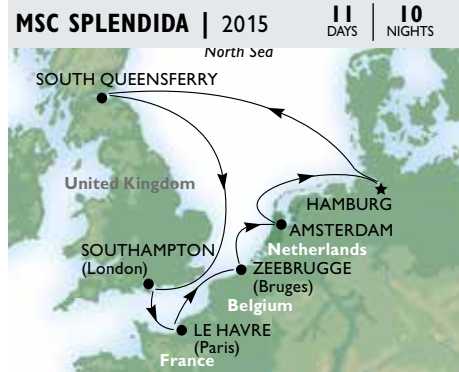 MSC SPLENDIDA | 2015
11 DAYS | 10 NIGHTS
North Sea
SOUTH QUEENSFERRY
United Kingdom
HAMBURG
AMSTERDAM
Netherlands
SOUTHAMPTON
(London)
ZEEBRUGGE
(Bruges)
Belgium
LE HAVRE
(Paris)
France